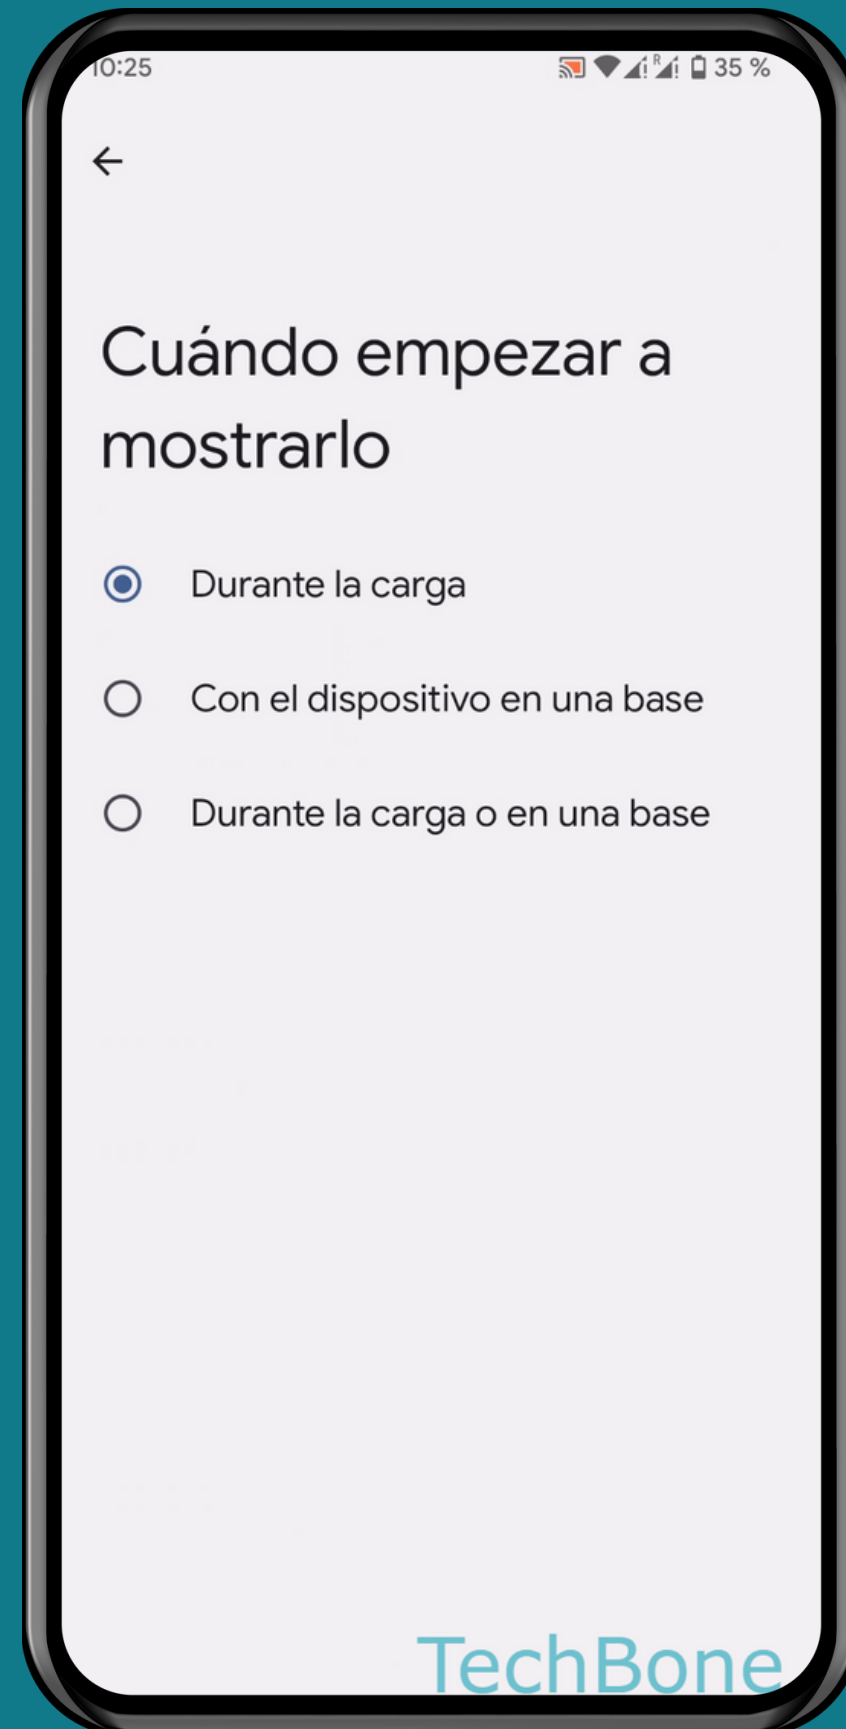 10:25 R 35 %
Cuándo empezar a
mostrarlo
Durante la carga
Con el dispositivo en una base
Durante la carga o en una base
TechBone